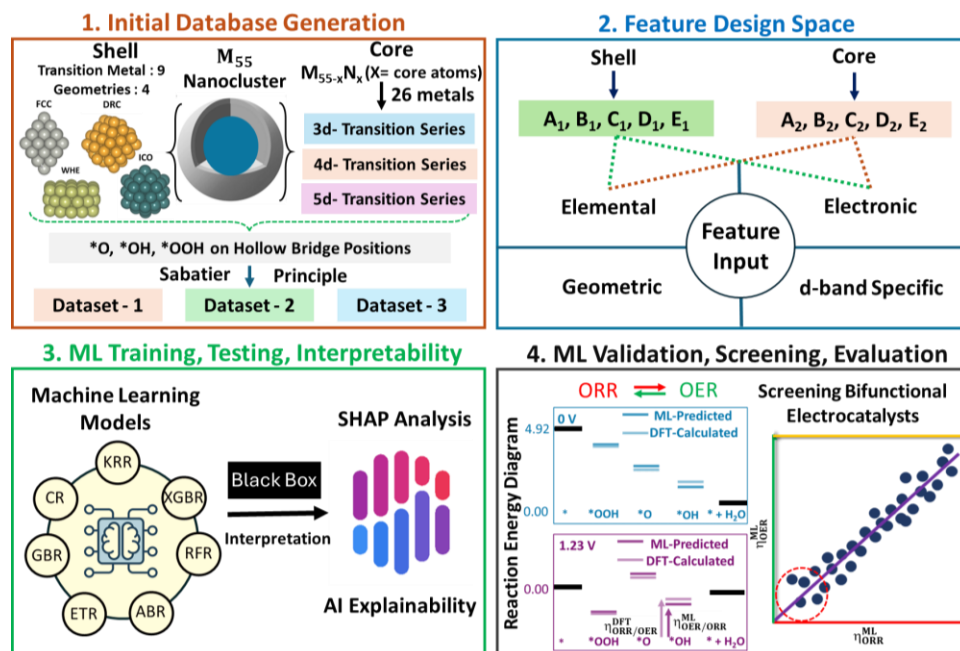 1. Initial Database Generation
Shell
Transition Metal : 9
Geometries : 4
FCC
DRC
WHE
ICO
M₅₅
Nanocluster
Core
M₅₅₋ₓNₓ (X= core atoms)
26 metals
3d- Transition Series
4d- Transition Series
5d- Transition Series
*O, *OH, *OOH on Hollow Bridge Positions
Sabatier Principle
Dataset - 1
Dataset - 2
Dataset - 3
2. Feature Design Space
Shell
Core
A₁, B₁, C₁, D₁, E₁
A₂, B₂, C₂, D₂, E₂
Elemental
Electronic
Feature
Input
Geometric
d-band Specific
3. ML Training, Testing, Interpretability
Machine Learning
Models
KRR
CR
XGBR
GBR
RFR
ETR
ABR
Black Box
Interpretation
SHAP Analysis
AI Explainability
4. ML Validation, Screening, Evaluation
ORR
OER
Reaction Energy Diagram
0 V
4.92
ML-Predicted
DFT-Calculated
0.00
* *OOH *O *OH * + H₂O
1.23 V
ML-Predicted
DFT-Calculated
0.00
η^DFT_ORR/OER
η^ML_OER/ORR
* *OOH *O *OH * + H₂O
Screening Bifunctional
Electrocatalysts
η^ML_OER
η^ML_ORR